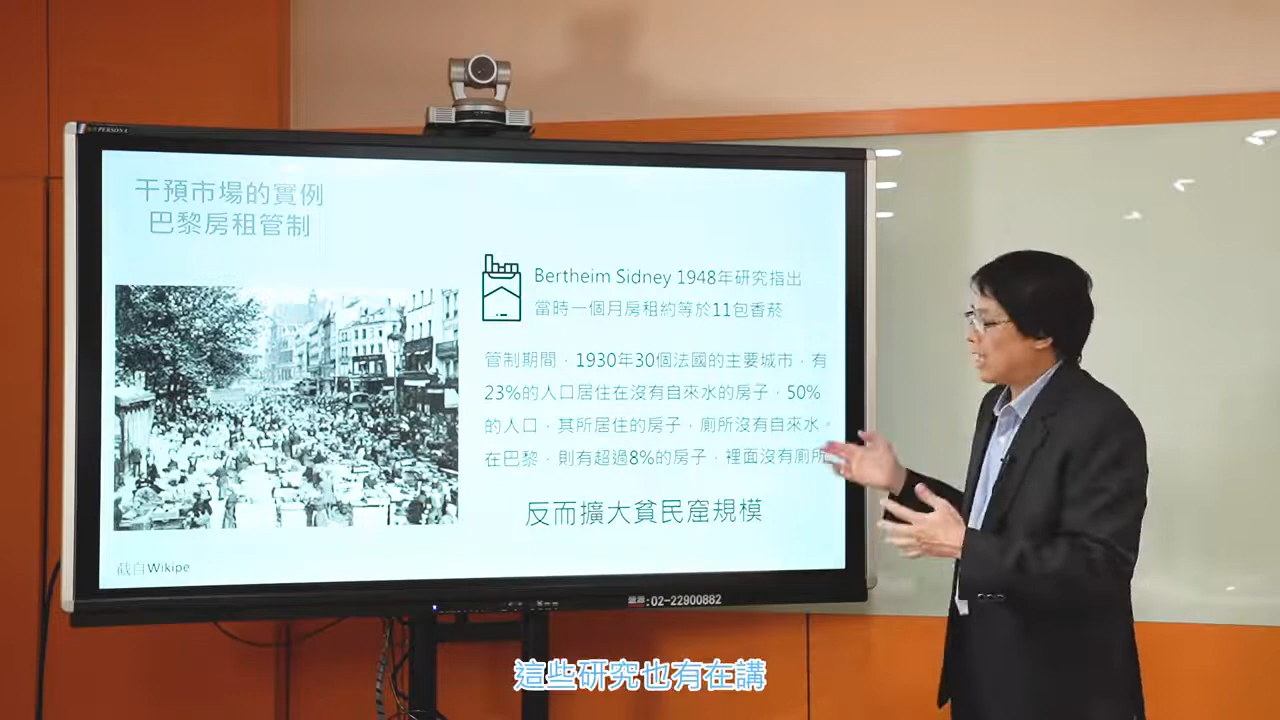 PERSONA
干預市場的實例
巴黎房租管制
Bertheim Sidney 1948年研究指出
當時一個月房租約等於11包香菸
管制期間，1930年30個法國的主要城市，有
23%的人口居住在沒有自來水的房子，50%
的人口，其所居住的房子，廁所沒有自來水。
在巴黎，則有超過8%的房子，裡面沒有廁所
反而擴大貧民窟規模
截自Wikipe
:02-22900882
這些研究也有在講